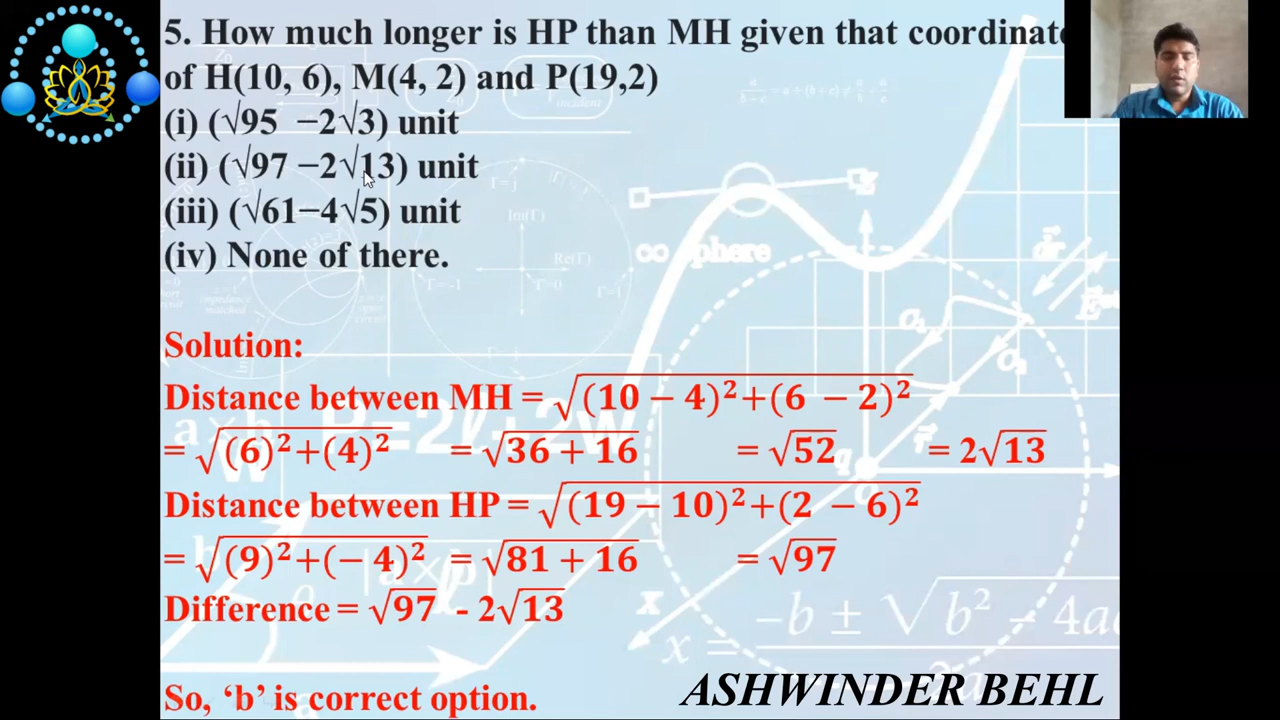 5. How much longer is HP than MH given that coordinate
of H(10, 6), M(4, 2) and P(19,2)
(i) (√95 −2√3) unit
(ii) (√97 −2√13) unit
(iii) (√61−4√5) unit
(iv) None of there.
Solution:
Distance between MH = √(10 − 4)²+(6 − 2)²
= √(6)²+(4)² = √36 + 16 = √52 = 2√13
Distance between HP = √(19 − 10)²+(2 − 6)²
= √(9)²+(− 4)² = √81 + 16 = √97
Difference = √97 - 2√13
So, ‘b’ is correct option.
ASHWINDER BEHL